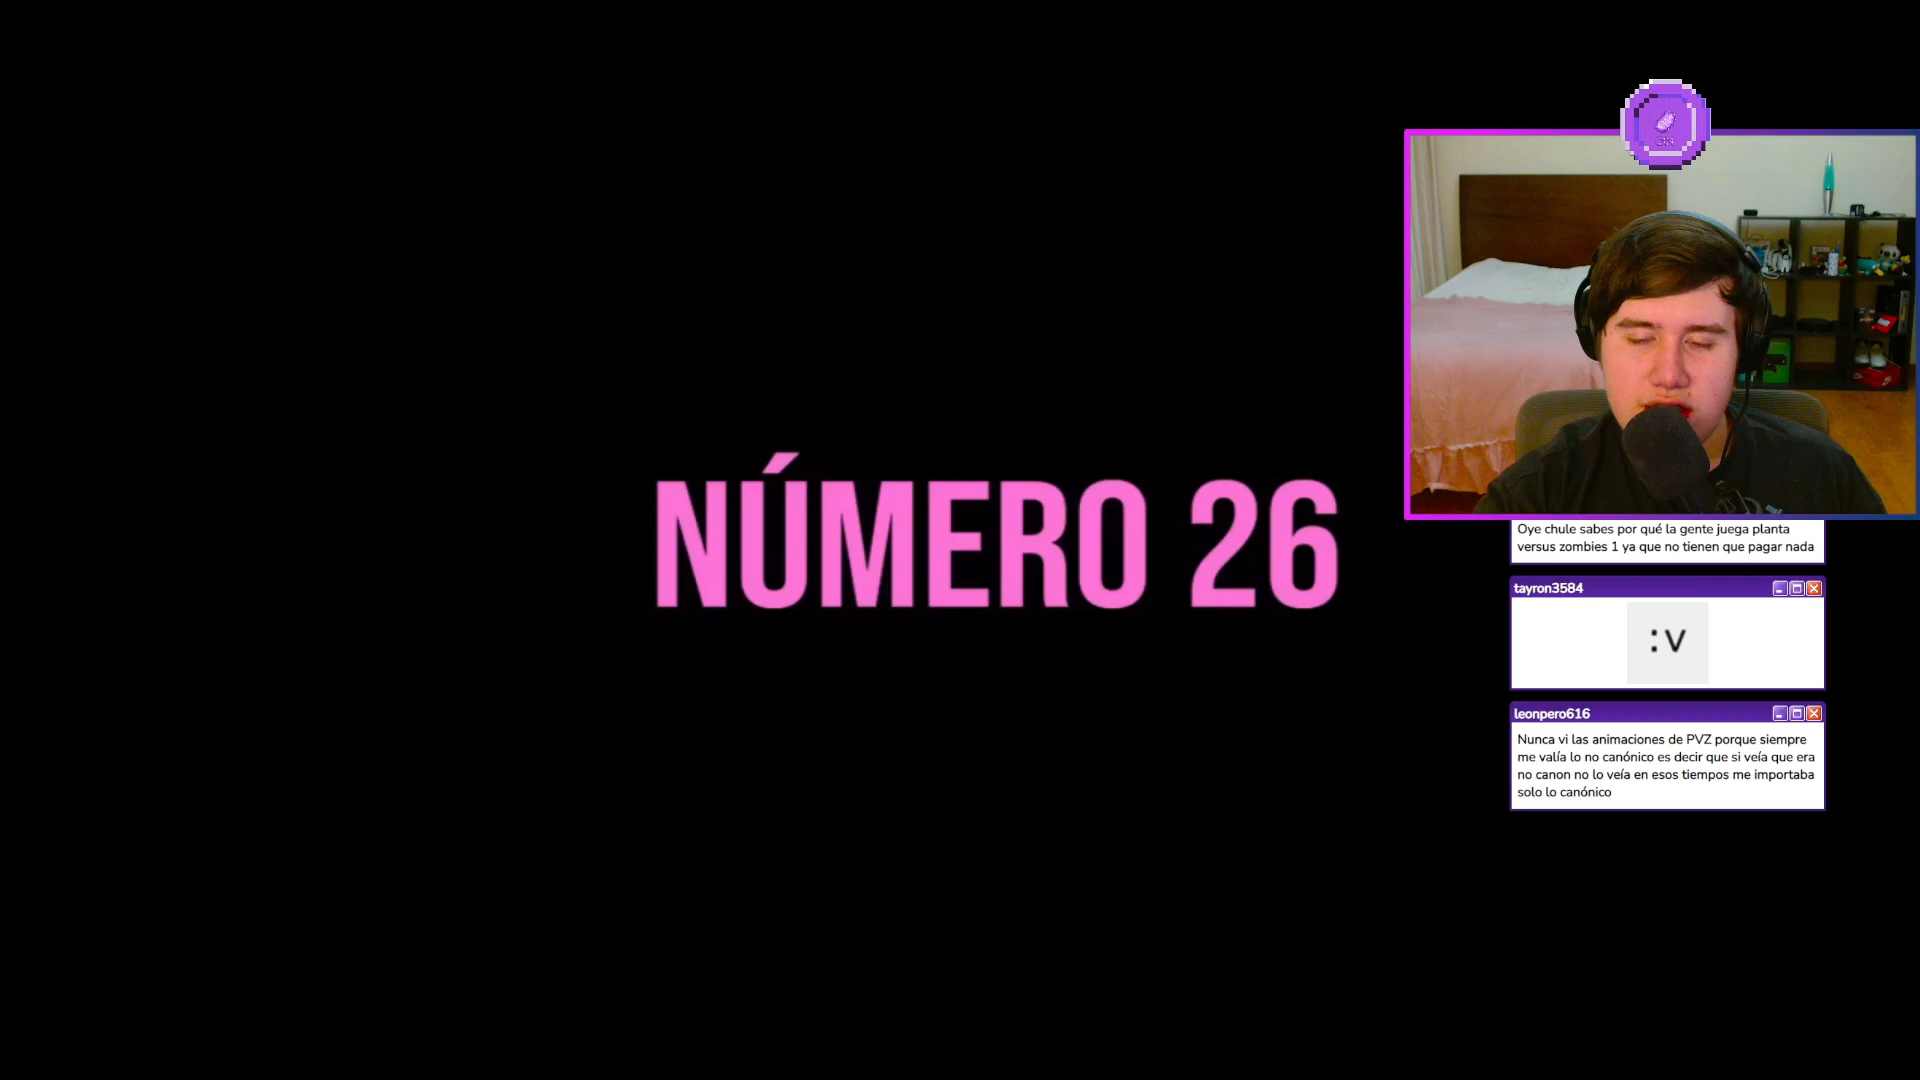 NÚMERO 26
Oye chule sabes por qué la gente juega planta
versus zombies 1 ya que no tienen que pagar nada
tayron3584
:v
leonpero616
Nunca vi las animaciones de PVZ porque siempre
me valía lo no canónico es decir que si veía que era
no canon no lo veía en esos tiempos me importaba
solo lo canónico